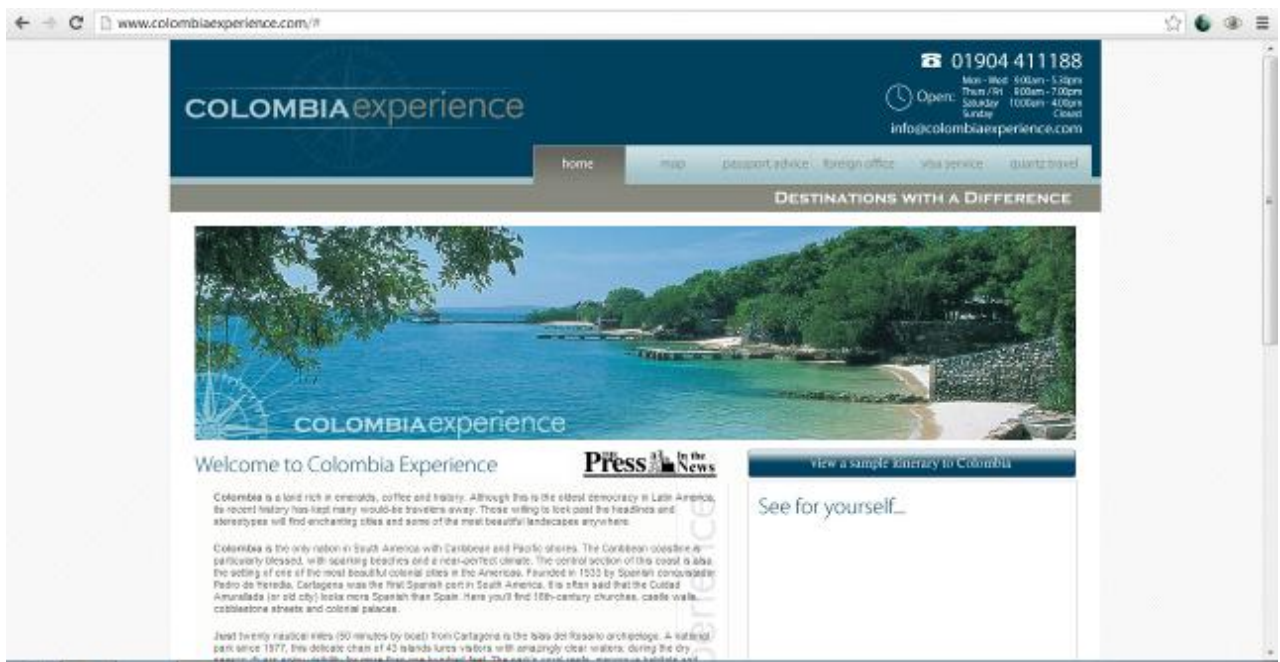 www.colombiaexperience.com/#
01904 411188
Open:
Mon - Wed 9:00am - 5.30pm
Thurs / Fri 9.00am - 7.00pm
Saturday 10.00am - 4.00pm
Sunday Closed
info@colombiaexperience.com
COLOMBIAexperience
home map passport advice foreign office visa service quartz travel
DESTINATIONS WITH A DIFFERENCE
COLOMBIAexperience
Welcome to Colombia Experience
THE Press In the News
view a sample itinerary to Colombia
See for yourself...
Colombia is a land rich in emeralds, coffee and history. Although this is the oldest democracy in Latin America,
its recent history has kept many would-be travelers away. Those willing to look past the headlines and
stereotypes will find enchanting cities and some of the most beautiful landscapes anywhere.
Colombia is the only nation in South America with Caribbean and Pacific shores. The Caribbean coastline is
particularly blessed, with sparking beaches and a near-perfect climate. The central section of this coast is also
the setting of one of the most beautiful colonial cities in the Americas. Founded in 1533 by Spanish conquistador
Pedro de Heredia, Cartagena was the first Spanish port in South America. It is often said that the Cuidad
Amurallada (or old city) looks more Spanish than Spain. Here you'll find 16th-century churches, castle walls,
cobblestone streets and colonial palaces.
Just twenty nautical miles (50 minutes by boat) from Cartagena is the Islas del Rosario archipelago. A national
park since 1977, this delicate chain of 43 islands lures visitors with amazingly clear waters; during the dry